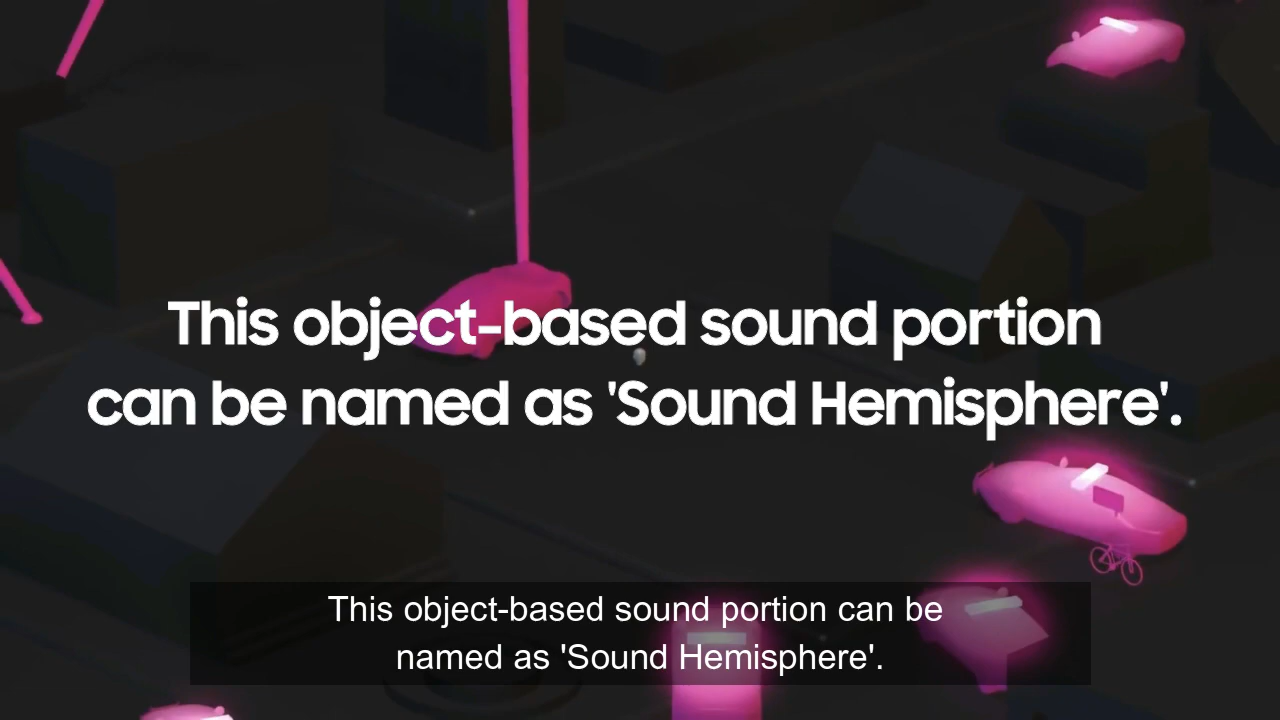 This object-based sound portion
can be named as 'Sound Hemisphere'.
This object-based sound portion can be
named as 'Sound Hemisphere'.